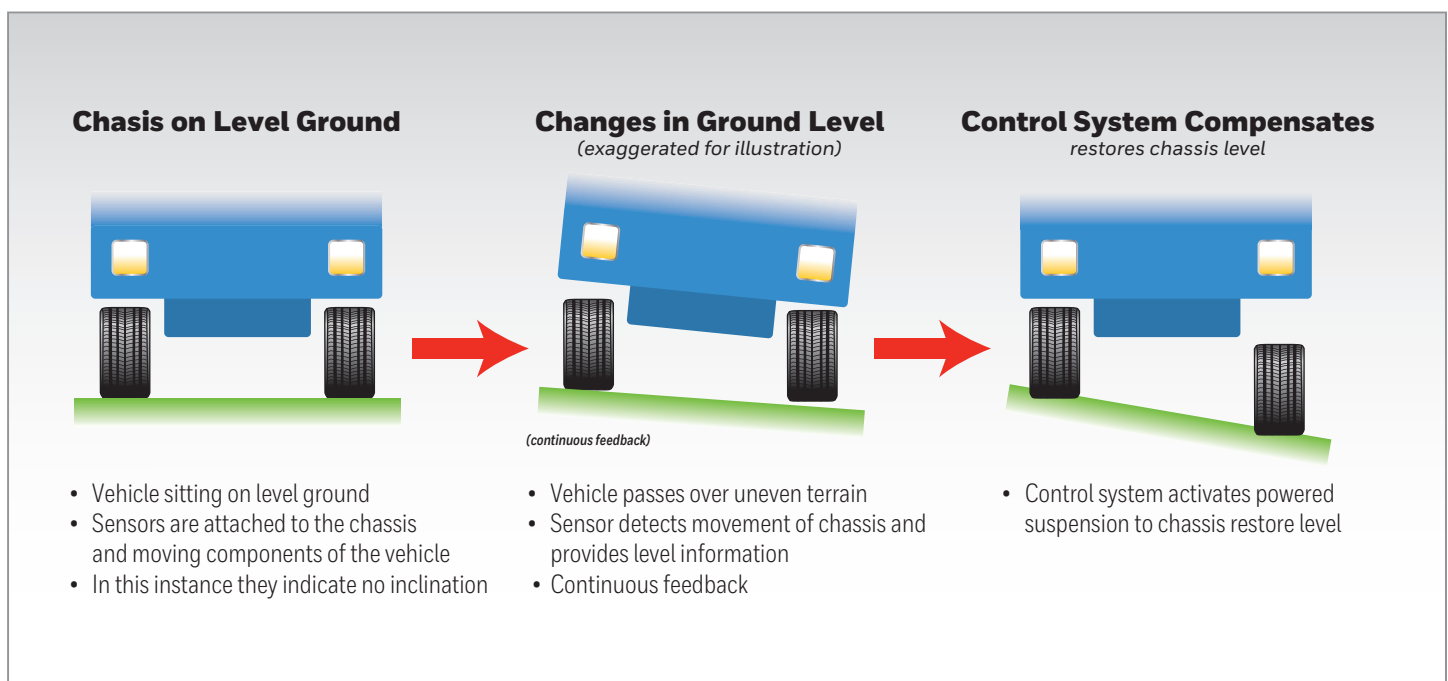 Chasis on Level Ground
Changes in Ground Level
(exaggerated for illustration)
Control System Compensates
restores chassis level
(continuous feedback)
• Vehicle sitting on level ground
• Sensors are attached to the chassis
and moving components of the vehicle
• In this instance they indicate no inclination
• Vehicle passes over uneven terrain
• Sensor detects movement of chassis and
provides level information
• Continuous feedback
• Control system activates powered
suspension to chassis restore level